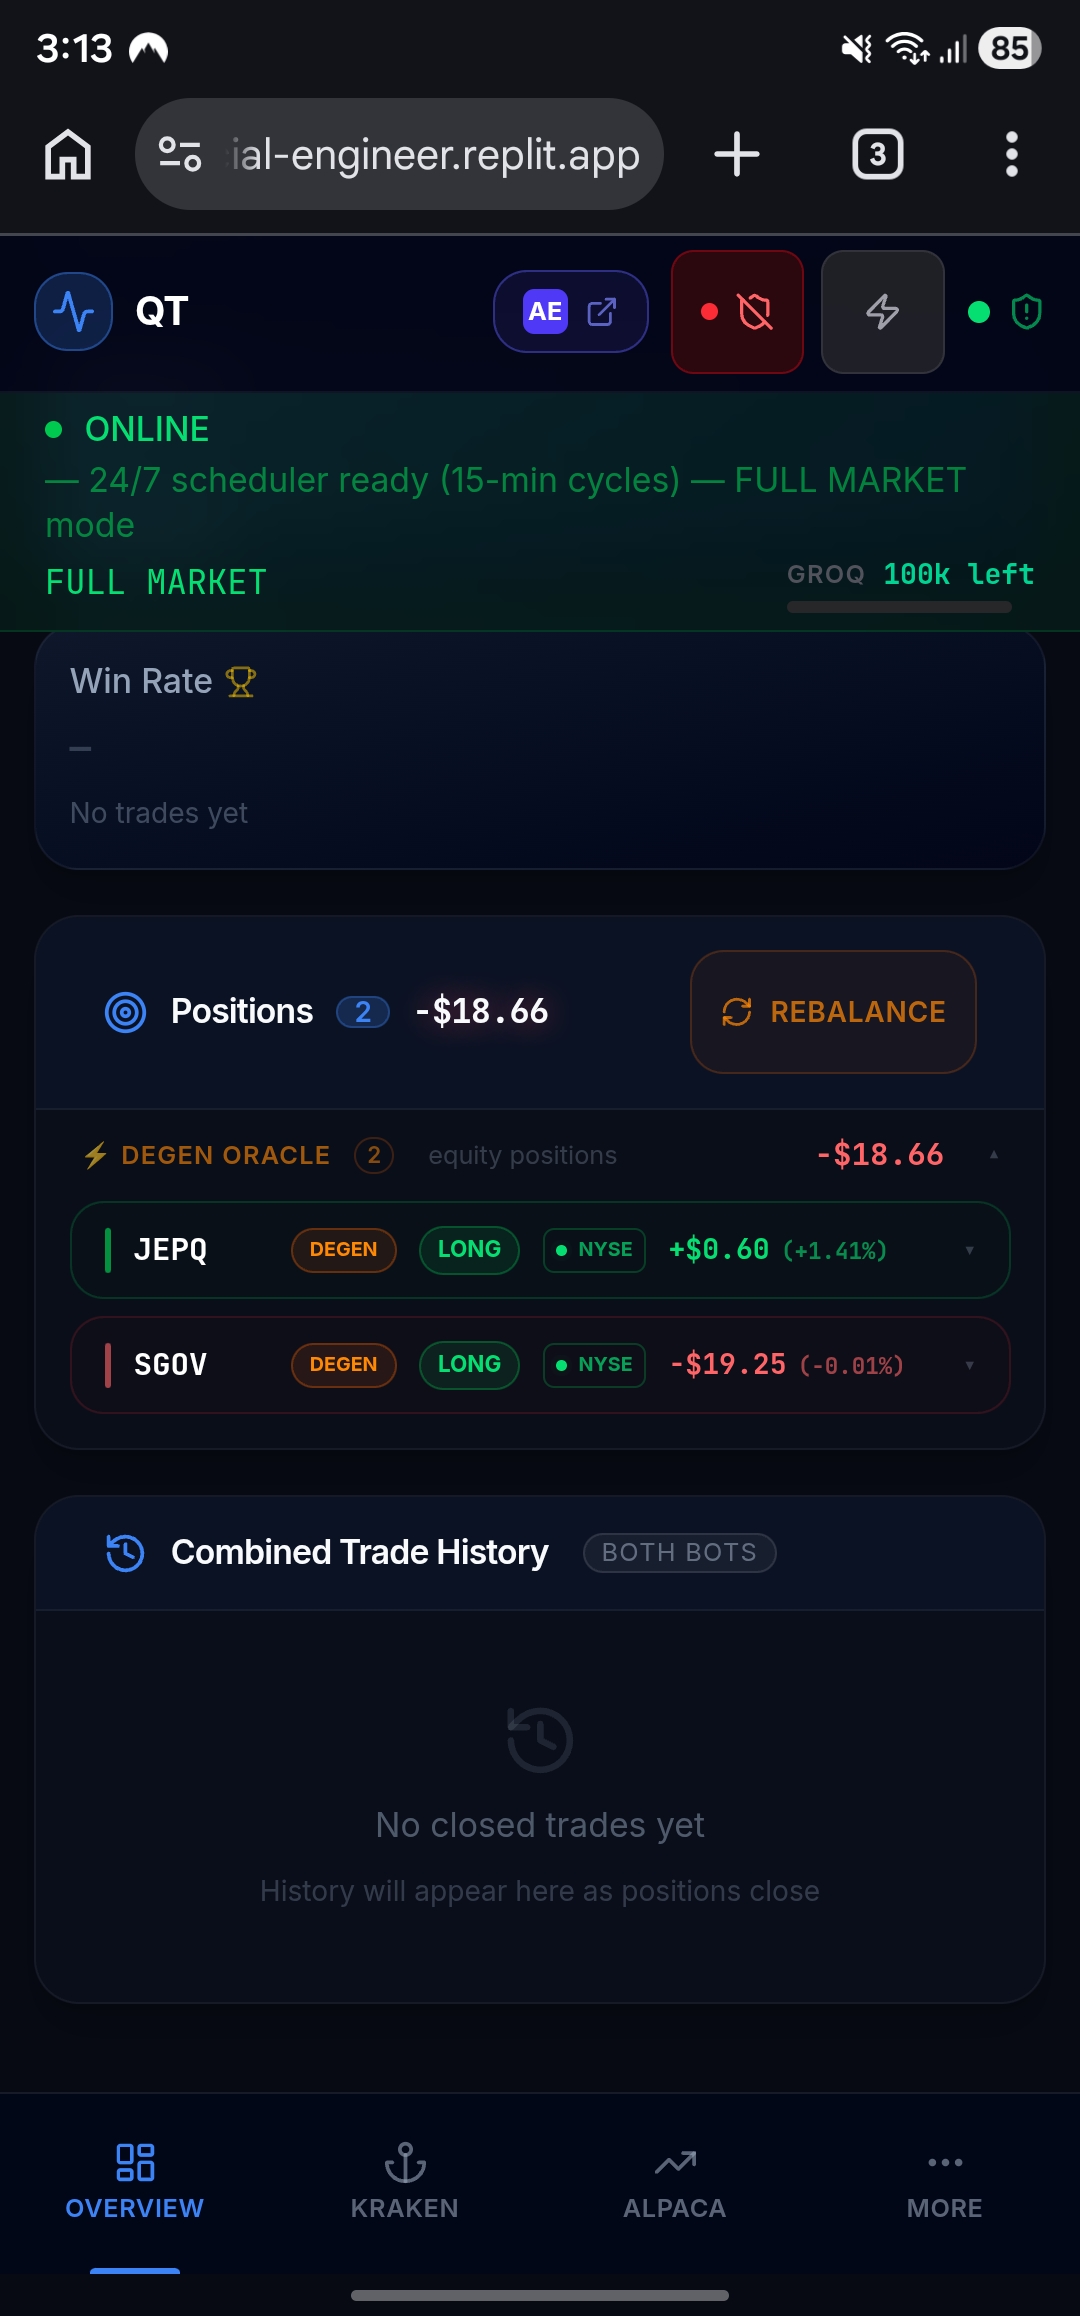 3:13
85
ial-engineer.replit.app
3
QT
AE
ONLINE
— 24/7 scheduler ready (15-min cycles) — FULL MARKET
mode
FULL MARKET
GROQ 100k left
Win Rate
—
No trades yet
Positions 2 -$18.66 REBALANCE
DEGEN ORACLE 2 equity positions -$18.66
JEPQ DEGEN LONG NYSE +$0.60 (+1.41%)
SGOV DEGEN LONG NYSE -$19.25 (-0.01%)
Combined Trade History BOTH BOTS
No closed trades yet
History will appear here as positions close
OVERVIEW KRAKEN ALPACA MORE